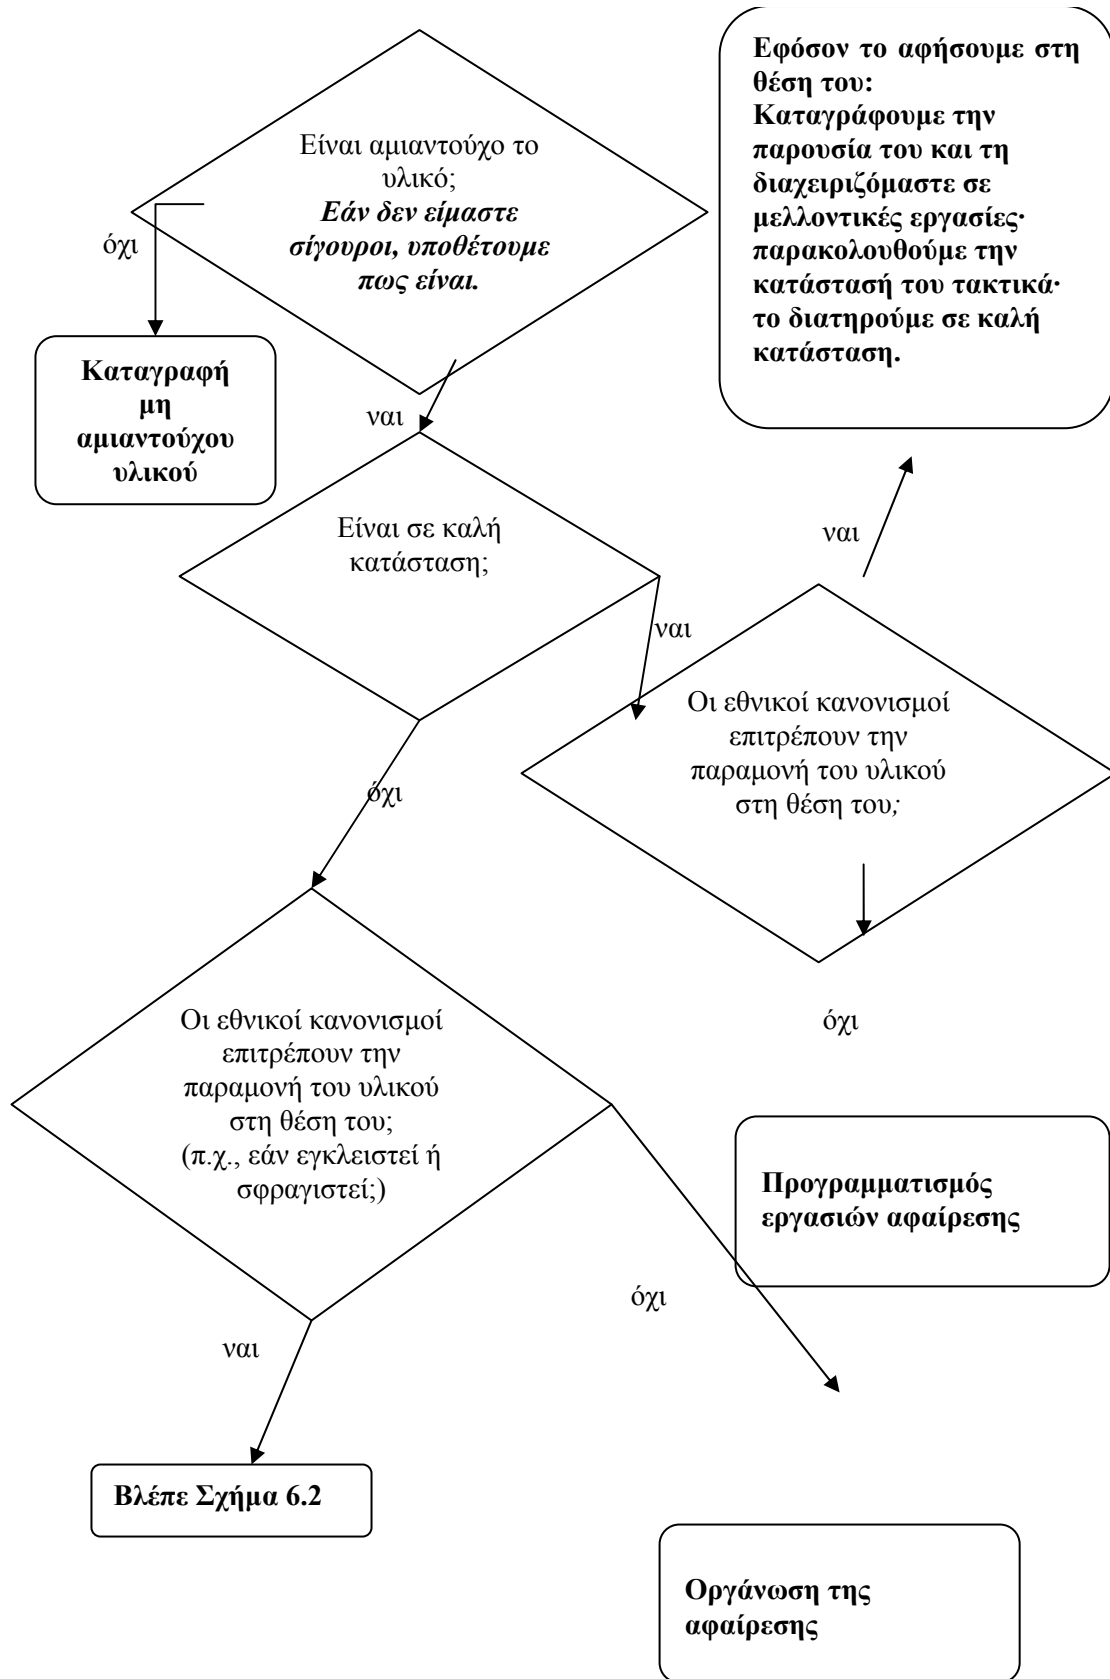 Είναι αμιαντούχο το
υλικό;
Εάν δεν είμαστε
σίγουροι, υποθέτουμε
πως είναι.
Εφόσον το αφήσουμε στη
θέση του:
Καταγράφουμε την
παρουσία του και τη
διαχειριζόμαστε σε
μελλοντικές εργασίες·
παρακολουθούμε την
κατάστασή του τακτικά·
το διατηρούμε σε καλή
κατάσταση.
όχι
Καταγραφή
μη
αμιαντούχου
υλικού
ναι
Είναι σε καλή
κατάσταση;
ναι
ναι
Οι εθνικοί κανονισμοί
επιτρέπουν την
παραμονή του υλικού
στη θέση του;
όχι
όχι
Οι εθνικοί κανονισμοί
επιτρέπουν την
παραμονή του υλικού
στη θέση του;
(π.χ., εάν εγκλειστεί ή
σφραγιστεί;)
Προγραμματισμός
εργασιών αφαίρεσης
όχι
ναι
Βλέπε Σχήμα 6.2
Οργάνωση της
αφαίρεσης